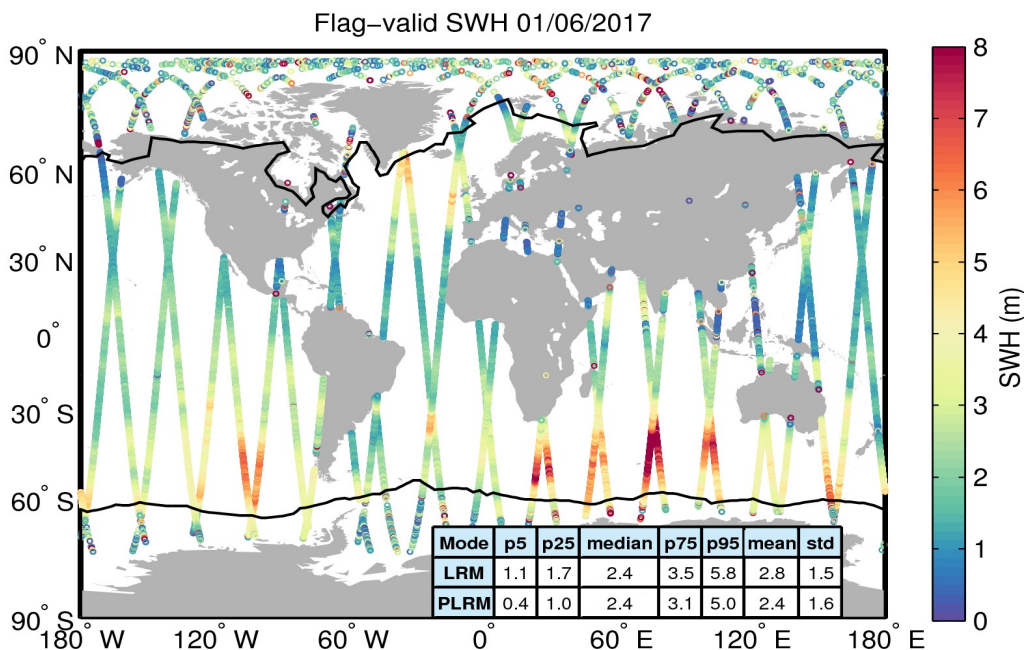 Flag−valid SWH 01/06/2017
90° N
60° N
30° N
0°
30° S
60° S
90° S
180° W
120° W
60° W
0°
60° E
120° E
180° E
Mode p5 p25 median p75 p95 mean std
LRM 1.1 1.7 2.4 3.5 5.8 2.8 1.5
PLRM 0.4 1.0 2.4 3.1 5.0 2.4 1.6
8
7
6
5
4
3
2
1
0
SWH (m)